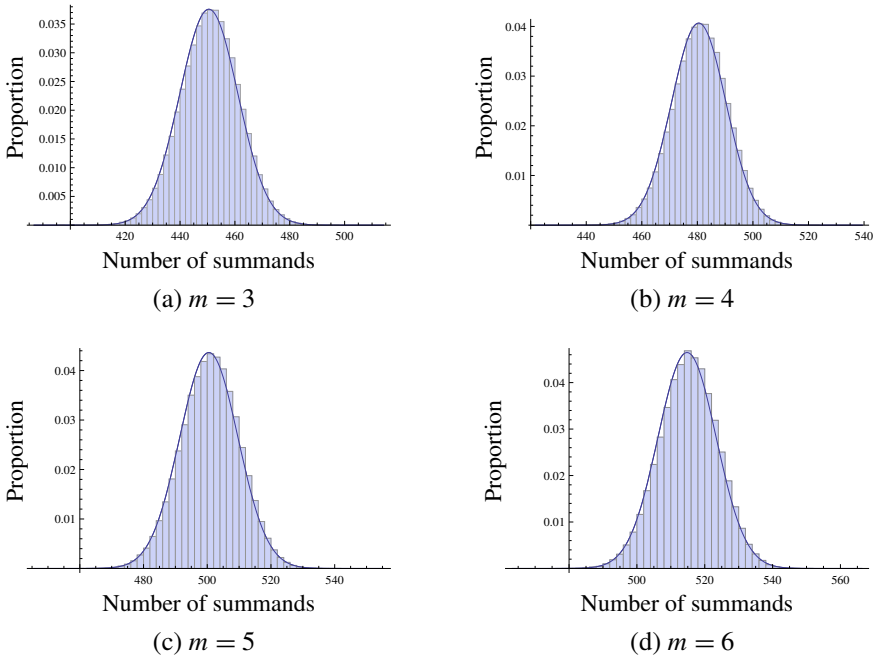 Proportion
0.035
0.030
0.025
0.020
0.015
0.010
0.005
420 440 460 480 500
Number of summands
(a) m = 3
Proportion
0.04
0.03
0.02
0.01
440 460 480 500 520 540
Number of summands
(b) m = 4
Proportion
0.04
0.03
0.02
0.01
480 500 520 540
Number of summands
(c) m = 5
Proportion
0.04
0.03
0.02
0.01
500 520 540 560
Number of summands
(d) m = 6